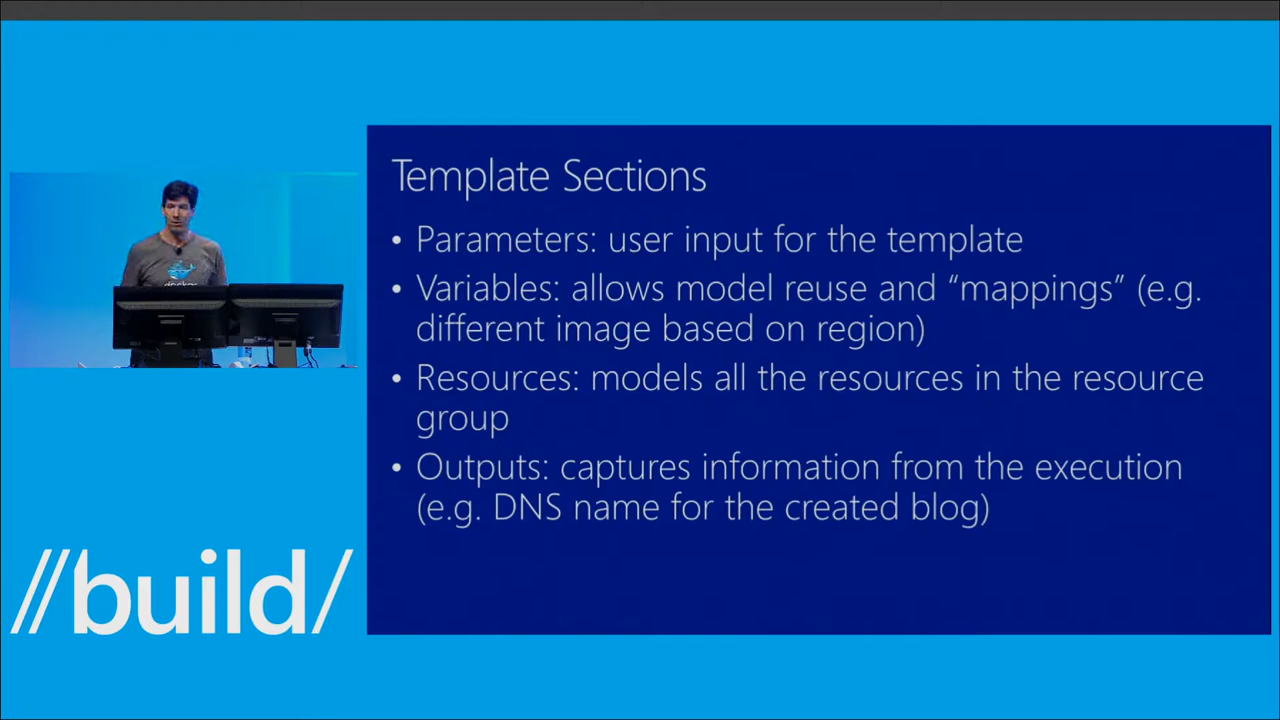 Template Sections
• Parameters: user input for the template
• Variables: allows model reuse and “mappings” (e.g.
different image based on region)
• Resources: models all the resources in the resource
group
• Outputs: captures information from the execution
(e.g. DNS name for the created blog)
docker
//build/